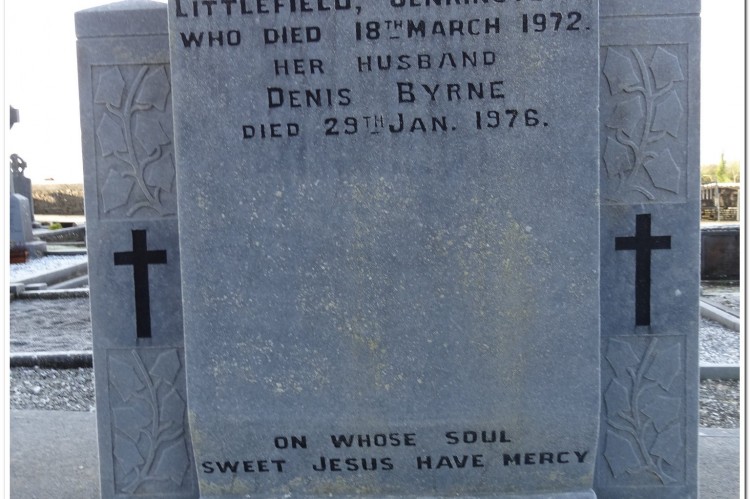 LITTLEFIELD,
WHO DIED 18TH MARCH 1972.
HER HUSBAND
DENIS BYRNE
DIED 29TH JAN. 1976.
ON WHOSE SOUL
SWEET JESUS HAVE MERCY